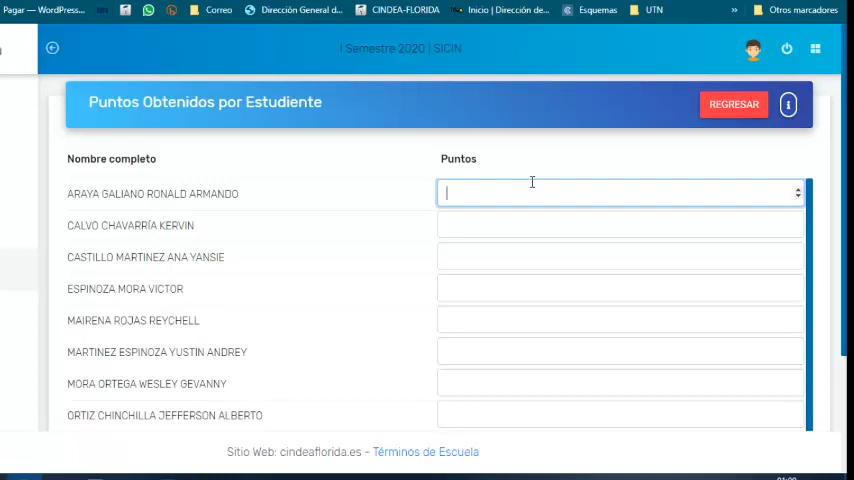 Pagar — WordPress...
Correo
Dirección General d...
CINDEA-FLORIDA
Inicio | Dirección de...
Esquemas
UTN
»
Otros marcadores
I Semestre 2020 | SICIN
Puntos Obtenidos por Estudiante
REGRESAR
i
Nombre completo
Puntos
ARAYA GALIANO RONALD ARMANDO
CALVO CHAVARRÍA KERVIN
CASTILLO MARTINEZ ANA YANSIE
ESPINOZA MORA VICTOR
MAIRENA ROJAS REYCHELL
MARTINEZ ESPINOZA YUSTIN ANDREY
MORA ORTEGA WESLEY GEVANNY
ORTIZ CHINCHILLA JEFFERSON ALBERTO
Sitio Web: cindeaflorida.es - Términos de Escuela